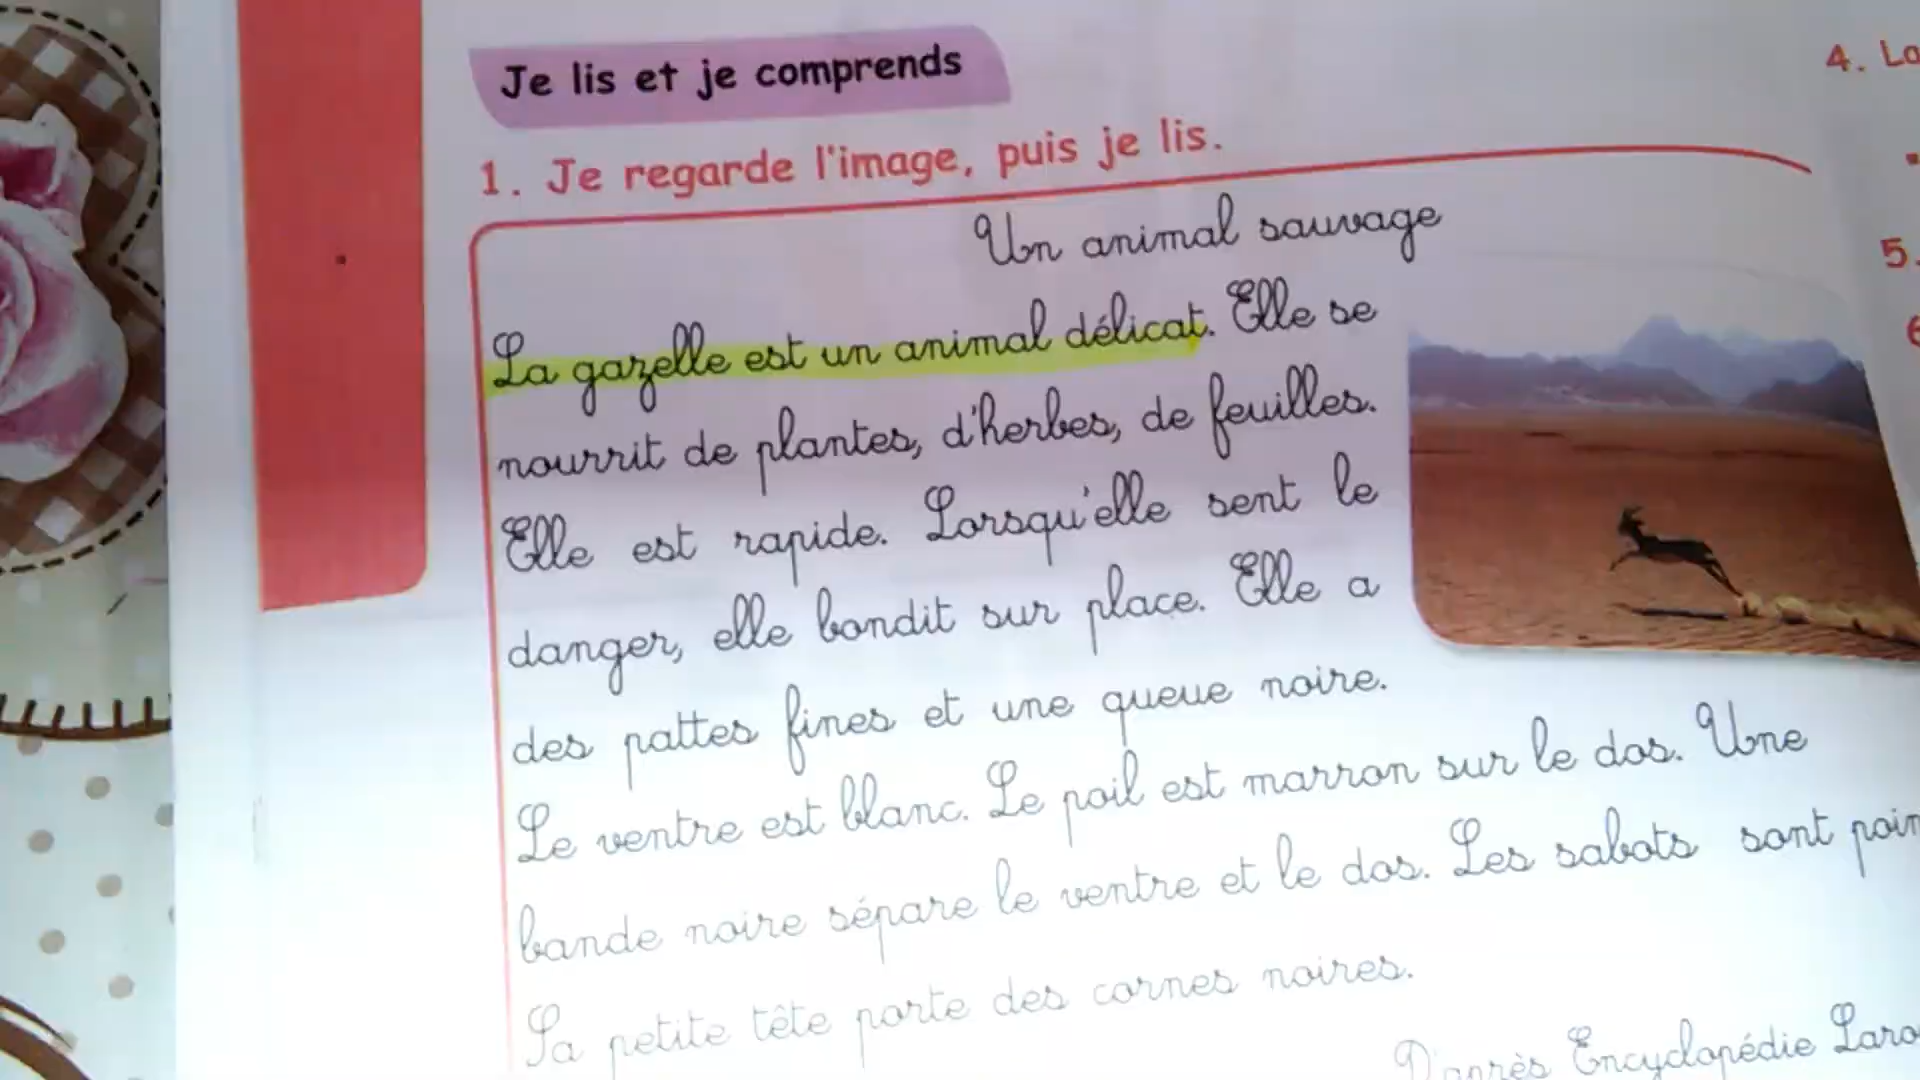 Je lis et je comprends
1. Je regarde l'image, puis je lis.
Un animal sauvage
La gazelle est un animal délicat. Elle se
nourrit de plantes, d'herbes, de feuilles.
Elle est rapide. Lorsqu'elle sent le
danger, elle bondit sur place. Elle a
des pattes fines et une queue noire.
Le ventre est blanc. Le poil est marron sur le dos. Une
bande noire sépare le ventre et le dos. Les sabots sont
Sa petite tête porte des cornes noires.
D'après Encyclopédie
4.
5.